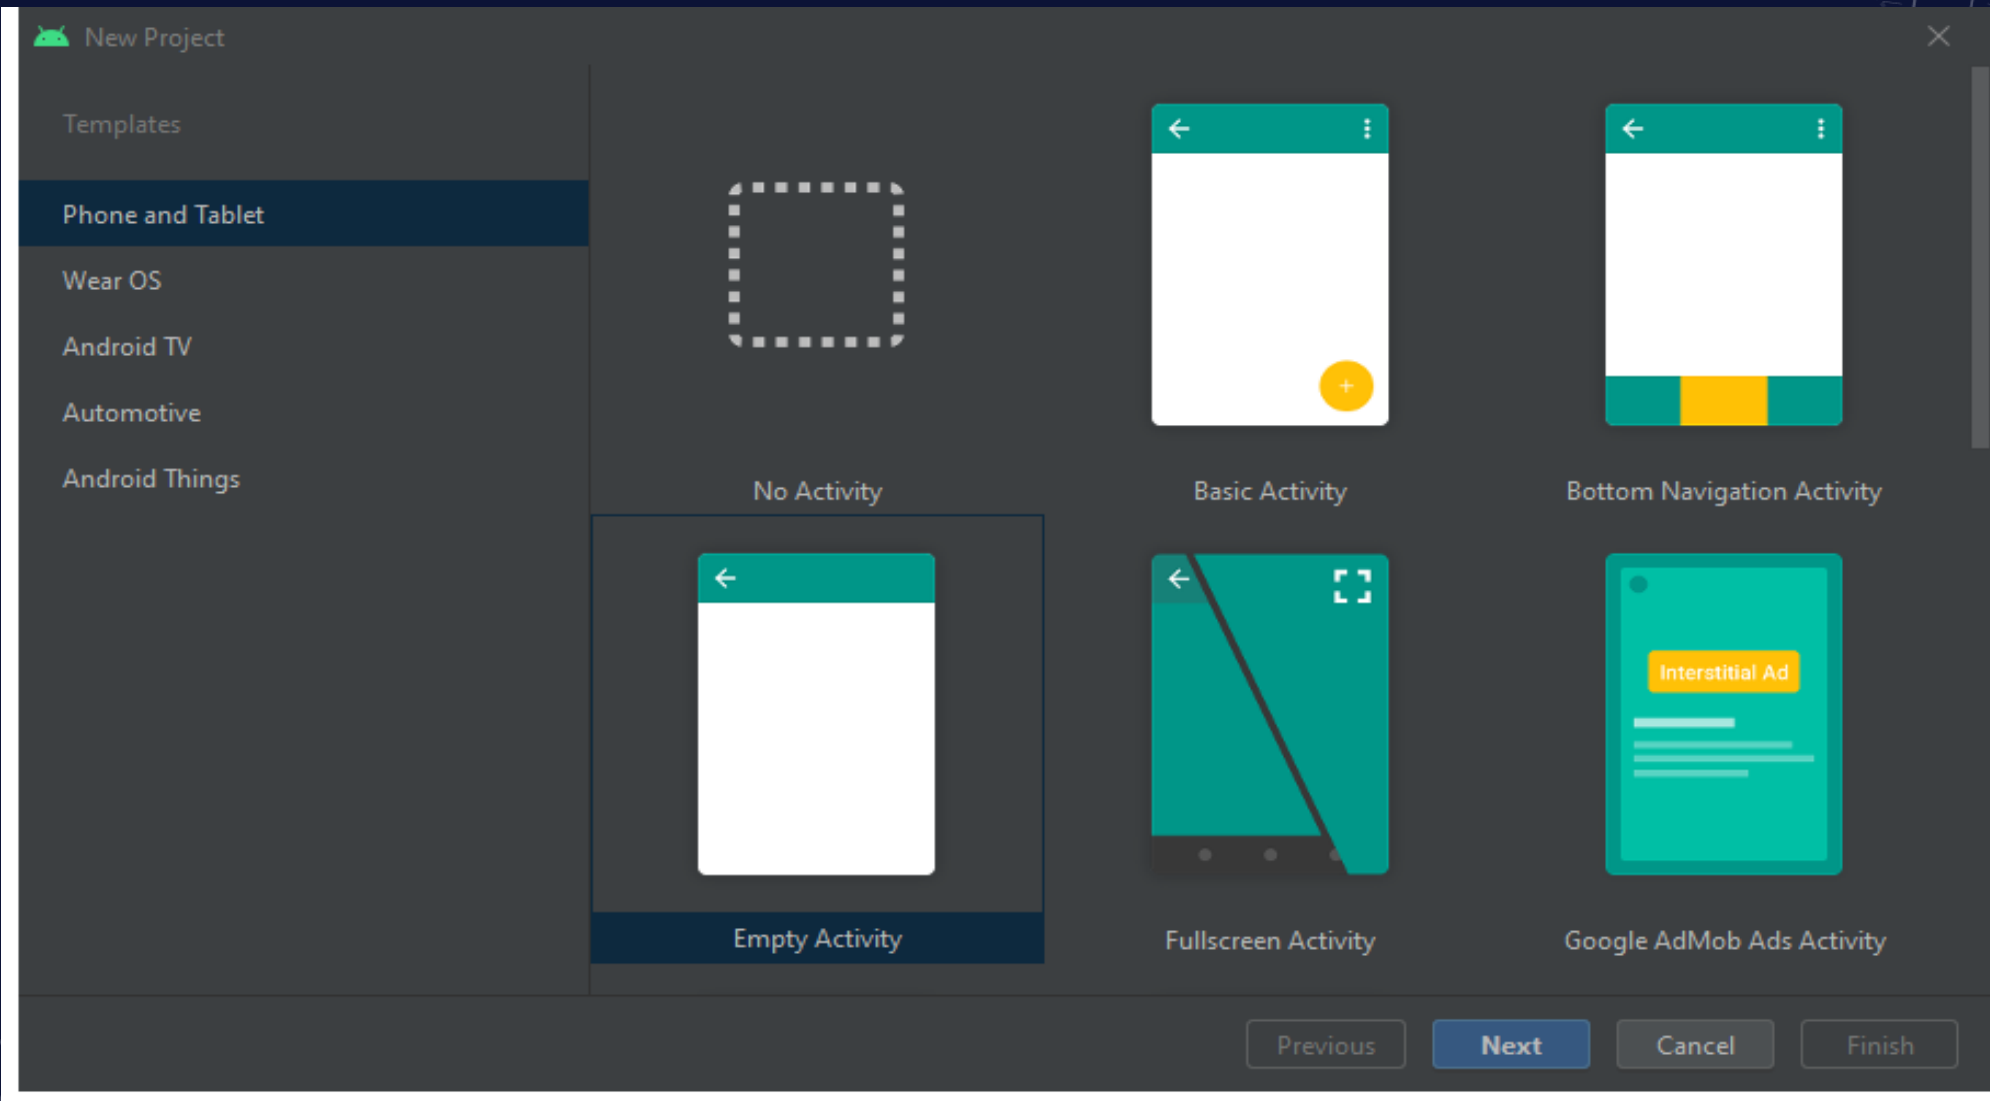 New Project
Templates
Phone and Tablet
Wear OS
Android TV
Automotive
Android Things
No Activity
Basic Activity
Bottom Navigation Activity
Interstitial Ad
Empty Activity
Fullscreen Activity
Google AdMob Ads Activity
Previous
Next
Cancel
Finish